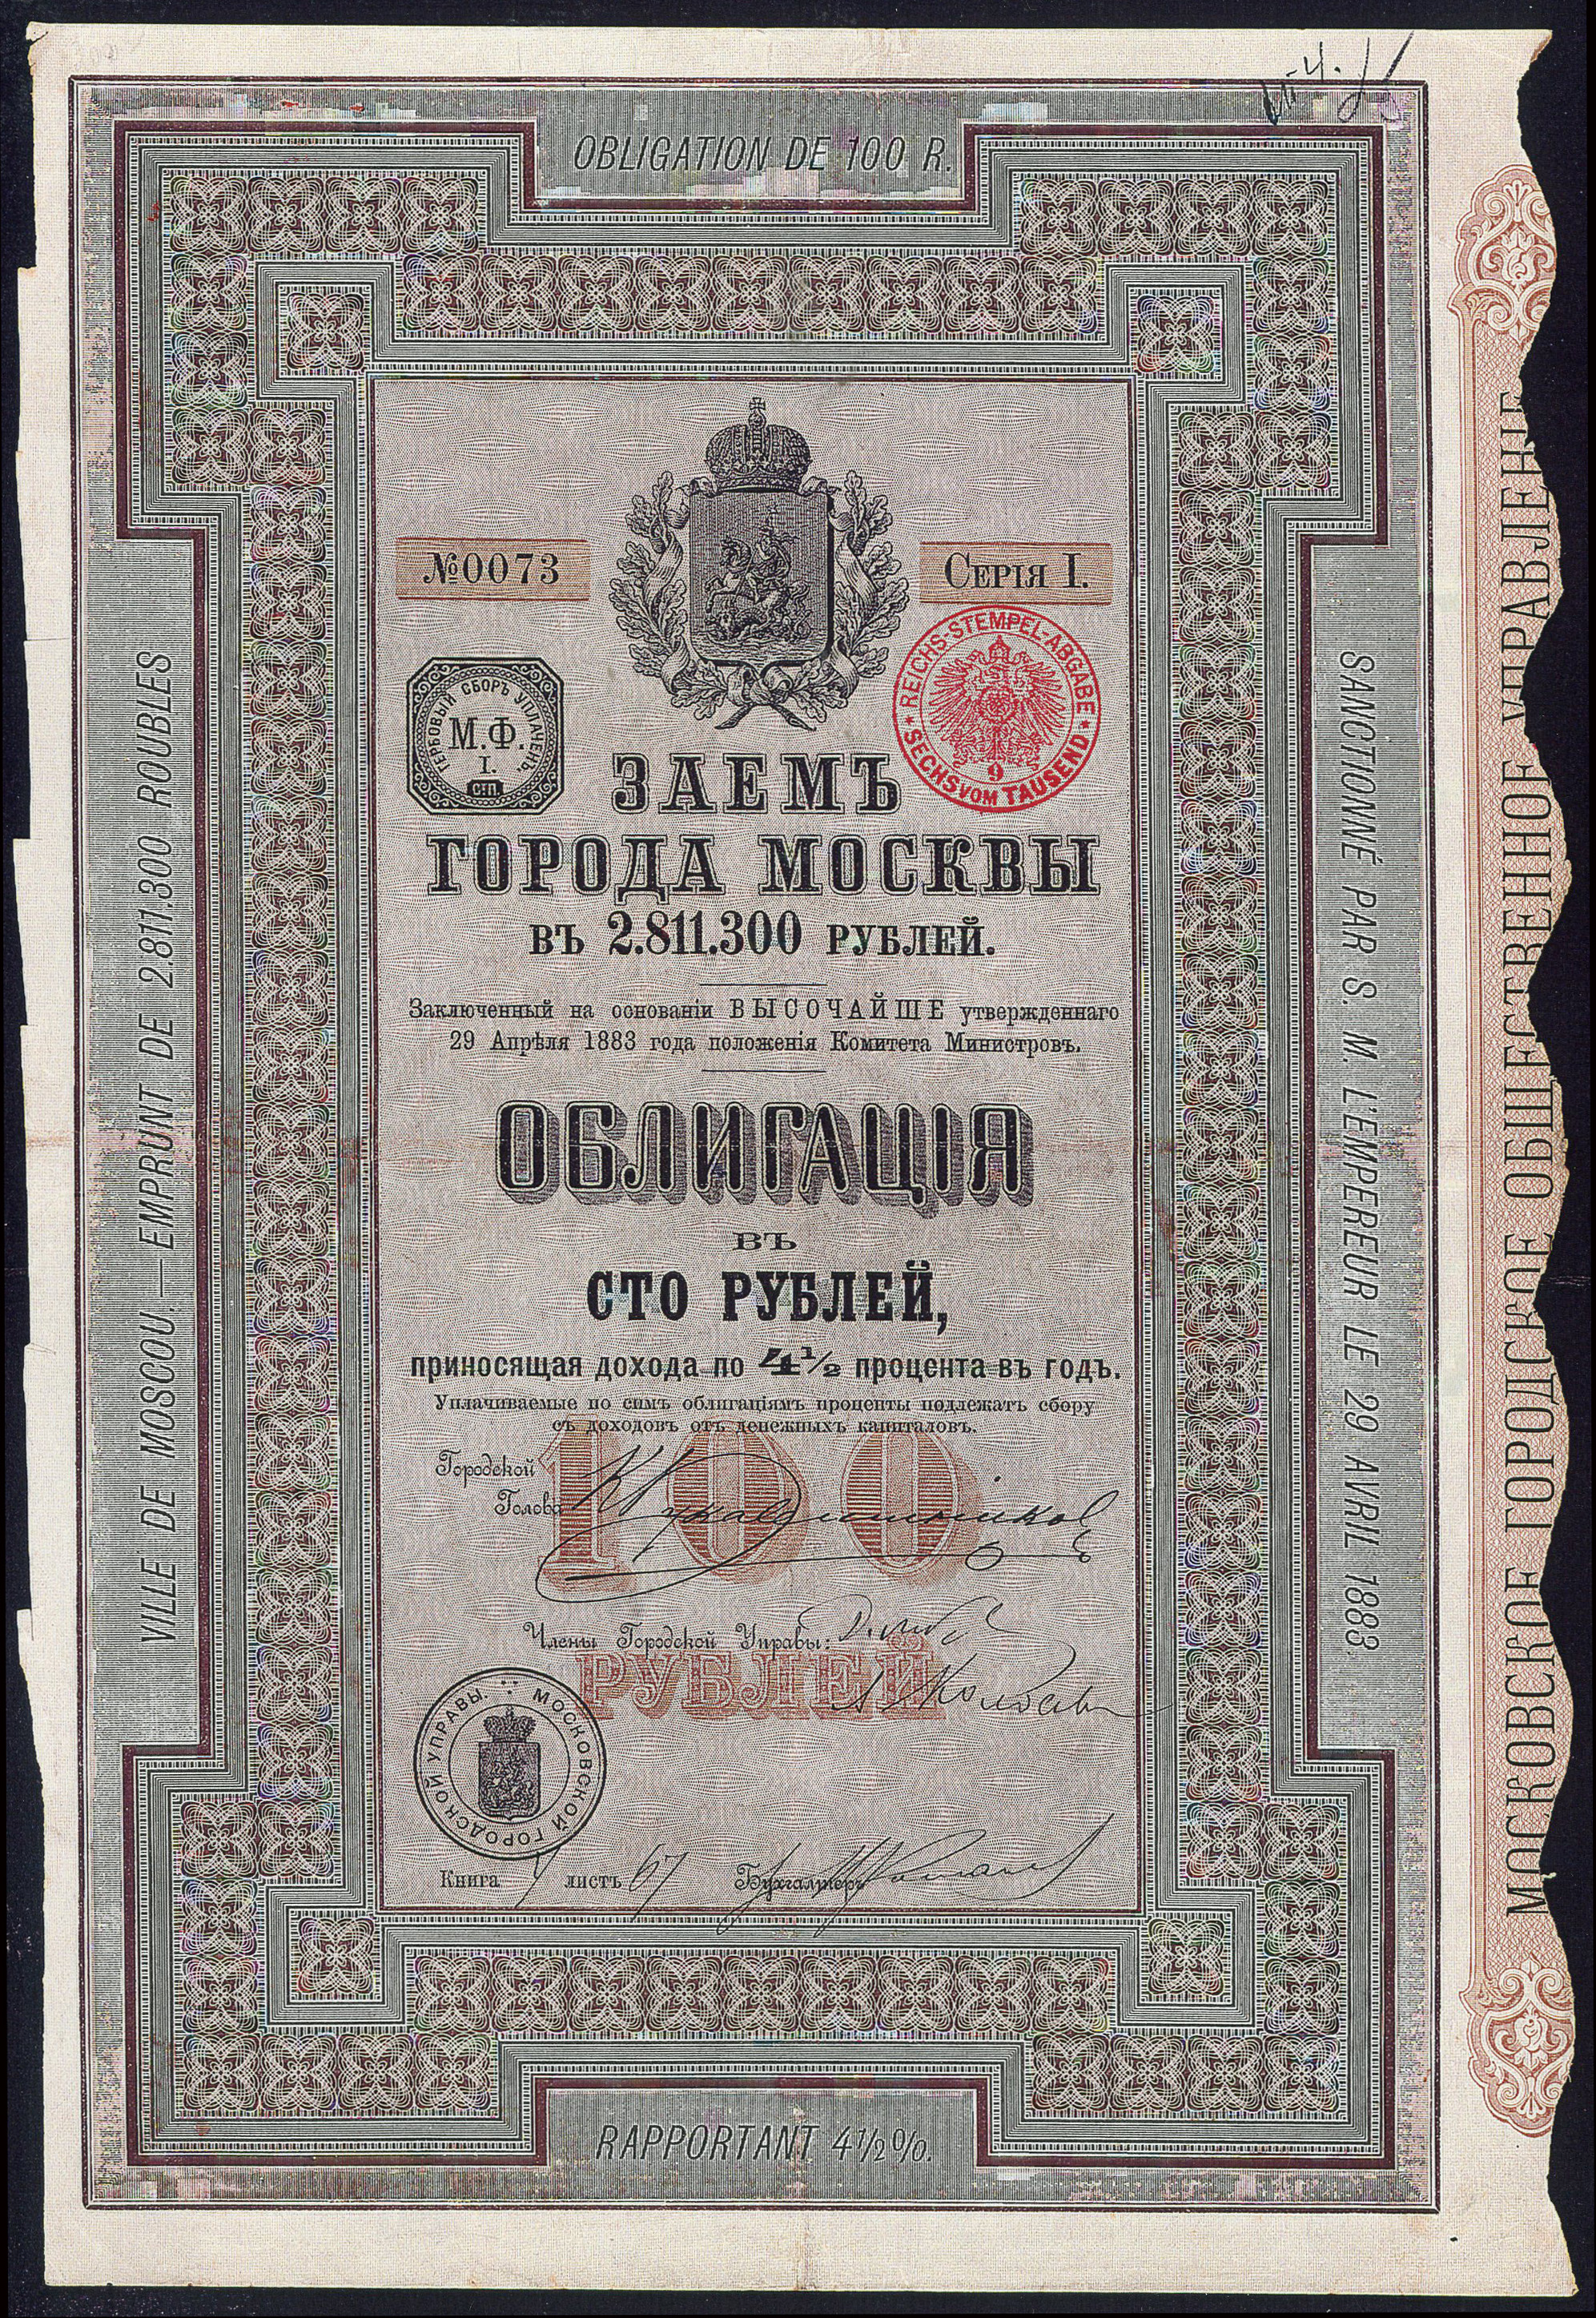 OBLIGATION DE 100 R.
№0073
СЕРІЯ I.
ГЕРБОВЫЙ СБОРЪ УПЛАЧЕНЪ.
М.Ф.
I.
СП.
REICHS-STEMPEL-ABGABE
9
SECHS VOM TAUSEND
ЗАЕМЪ
ГОРОДА МОСКВЫ
ВЪ 2.811.300 РУБЛЕЙ.
Заключенный на основаніи ВЫСОЧАЙШЕ утвержденнаго
29 Апрѣля 1883 года положенія Комитета Министровъ.
ОБЛИГАЦІЯ
ВЪ
СТО РУБЛЕЙ,
приносящая дохода по 4½ процента въ годъ.
Уплачиваемые по симъ облигаціямъ проценты подлежатъ сбору
съ доходовъ отъ денежныхъ капиталовъ.
100
Городской
Голова
Члены Городской Управы:
РУБЛЕЙ
МОСКОВСКОЙ ГОРОДСКОЙ УПРАВЫ.
Книга листъ 67 Бухгалтеръ
RAPPORTANT 4½%.
VILLE DE MOSCOU.—EMPRUNT DE 2.811.300 ROUBLES
SANCTIONNÉ PAR S. M. L'EMPEREUR LE 29 AVRIL 1883.
МОСКОВСКОЕ ГОРОДСКОЕ ОБЩЕСТВЕННОЕ УПРАВЛЕНІЕ